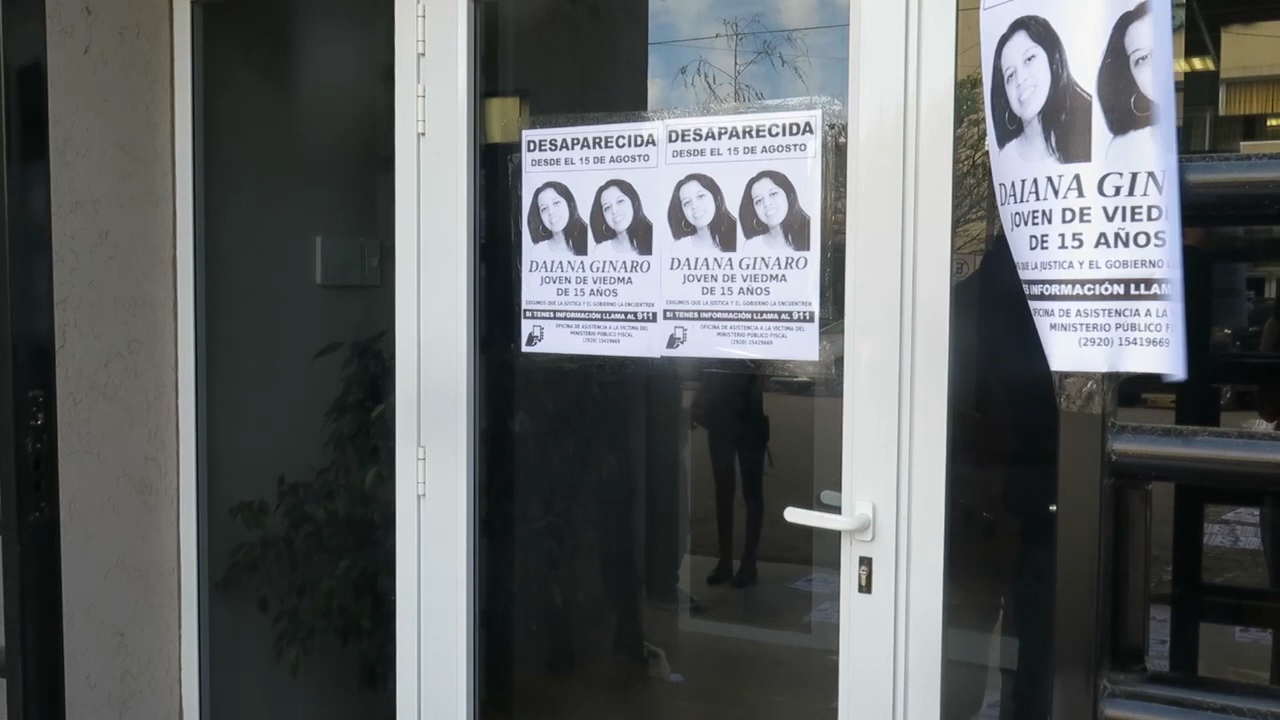 DESAPARECIDA
DESDE EL 15 DE AGOSTO
DAIANA GINARO
JOVEN DE VIEDMA
DE 15 AÑOS
EXIGIMOS QUE LA JUSTICIA Y EL GOBIERNO LA ENCUENTREN
SI TENES INFORMACIÓN LLAMA AL 911
OFICINA DE ASISTENCIA A LA VICTIMA DEL
MINISTERIO PÚBLICO FISCAL
(2920) 15419669
DESAPARECIDA
DESDE EL 15 DE AGOSTO
DAIANA GINARO
JOVEN DE VIEDMA
DE 15 AÑOS
EXIGIMOS QUE LA JUSTICIA Y EL GOBIERNO LA ENCUENTREN
SI TENES INFORMACIÓN LLAMA AL 911
OFICINA DE ASISTENCIA A LA VICTIMA DEL
MINISTERIO PÚBLICO FISCAL
(2920) 15419669
DAIANA GIN
JOVEN DE VIED
DE 15 AÑOS
QUE LA JUSTICIA Y EL GOBIERNO
INFORMACIÓN LLAM
OFICINA DE ASISTENCIA A LA
MINISTERIO PÚBLICO FI
(2920) 15419669